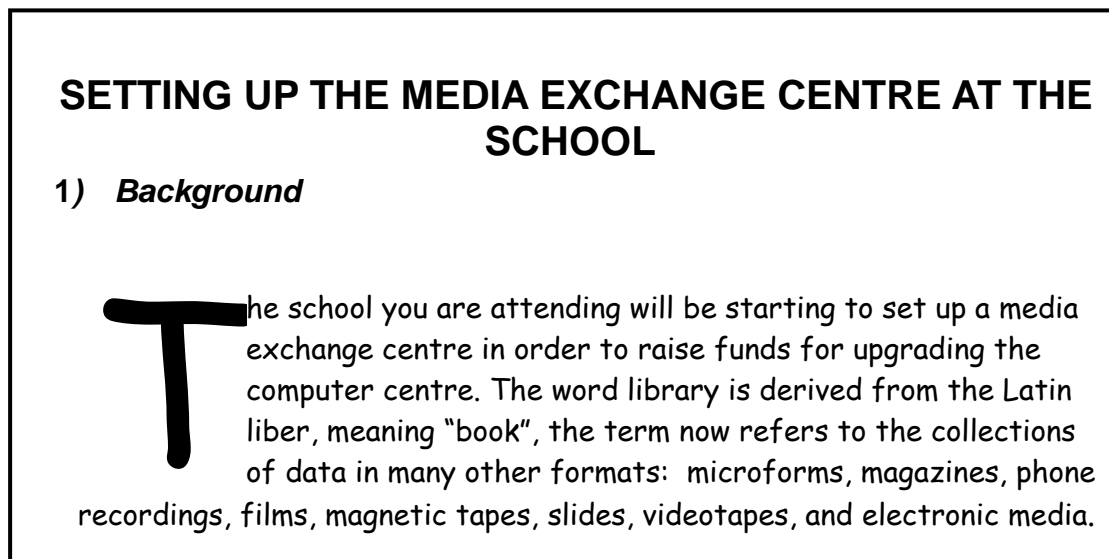 SETTING UP THE MEDIA EXCHANGE CENTRE AT THE
SCHOOL
1) Background
The school you are attending will be starting to set up a media
exchange centre in order to raise funds for upgrading the
computer centre. The word library is derived from the Latin
liber, meaning “book”, the term now refers to the collections
of data in many other formats: microforms, magazines, phone
recordings, films, magnetic tapes, slides, videotapes, and electronic media.